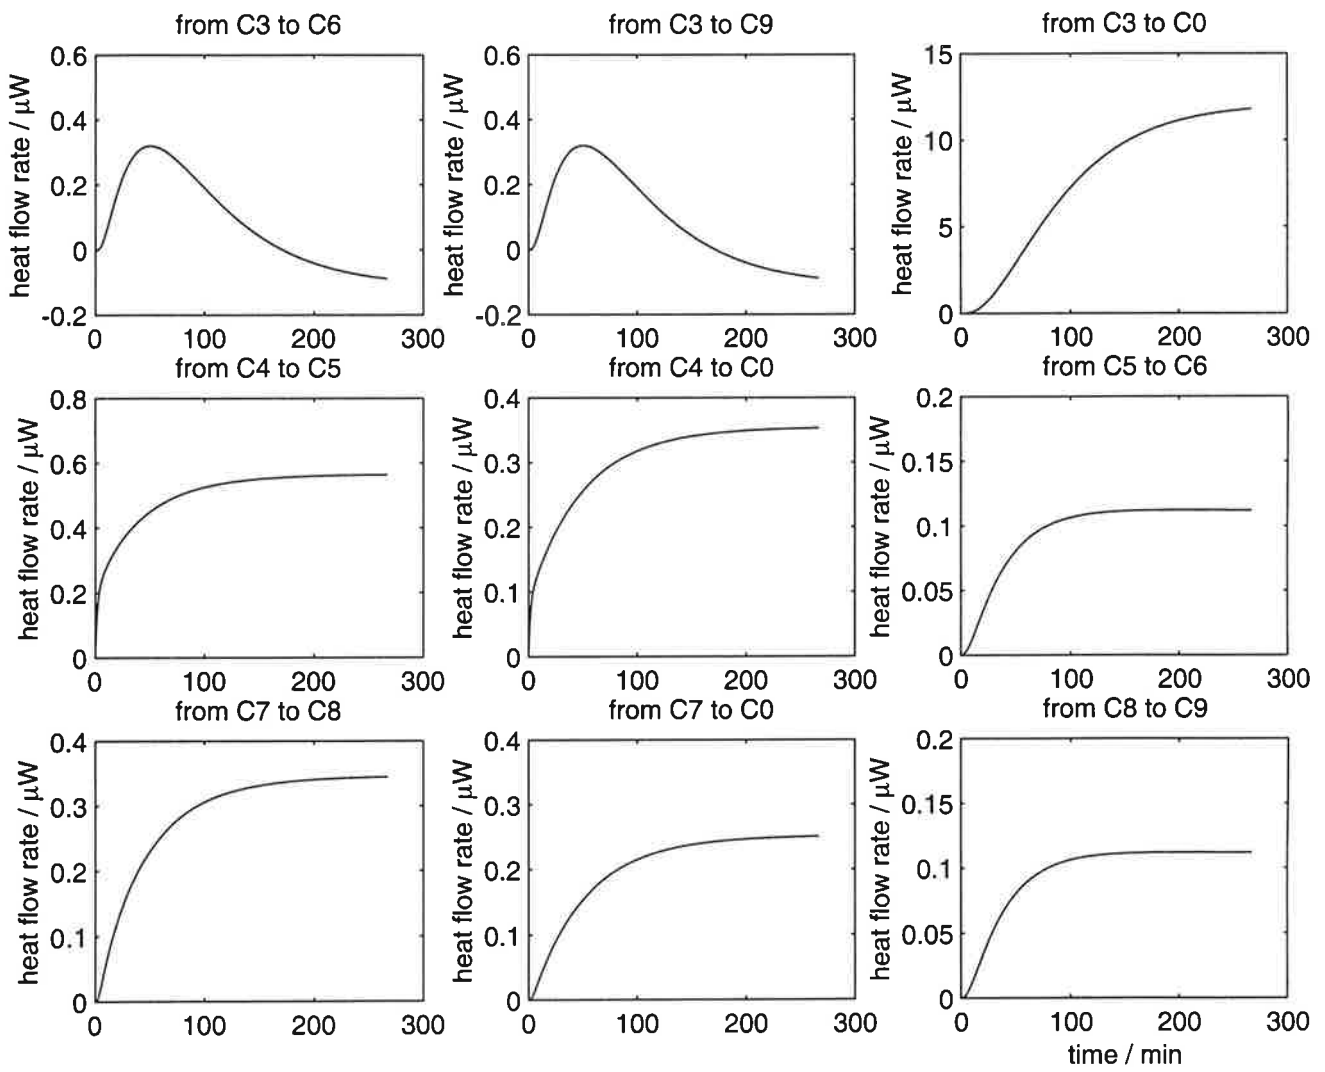 from C3 to C6
from C3 to C9
from C3 to C0
heat flow rate / μW
0.6
0.4
0.2
0
-0.2
0 100 200 300
heat flow rate / μW
0.6
0.4
0.2
0
-0.2
0 100 200 300
heat flow rate / μW
15
10
5
0
0 100 200 300
from C4 to C5
from C4 to C0
from C5 to C6
heat flow rate / μW
0.8
0.6
0.4
0.2
0
0 100 200 300
heat flow rate / μW
0.4
0.3
0.2
0.1
0
0 100 200 300
heat flow rate / μW
0.2
0.15
0.1
0.05
0
0 100 200 300
from C7 to C8
from C7 to C0
from C8 to C9
heat flow rate / μW
0.4
0.3
0.2
0.1
0
0 100 200 300
heat flow rate / μW
0.4
0.3
0.2
0.1
0
0 100 200 300
heat flow rate / μW
0.2
0.15
0.1
0.05
0
0 100 200 300
time / min